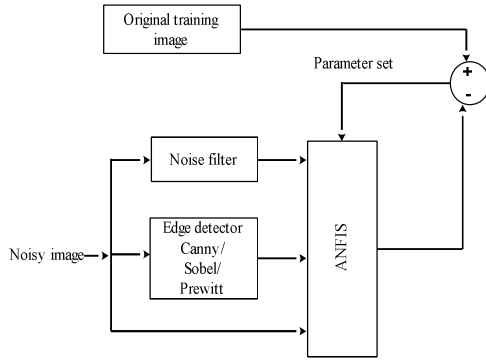 Original training
image
Parameter set
+
-
Noise filter
Edge detector
Canny/
Sobel/
Prewitt
Noisy image
ANFIS